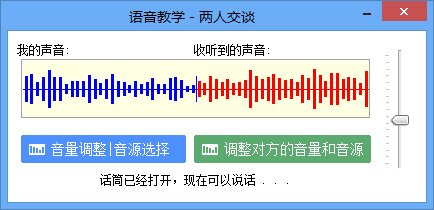 语音教学 - 两人交谈
我的声音: 收听到的声音:
音量调整|音源选择 调整对方的音量和音源
话筒已经打开，现在可以说话 . . .